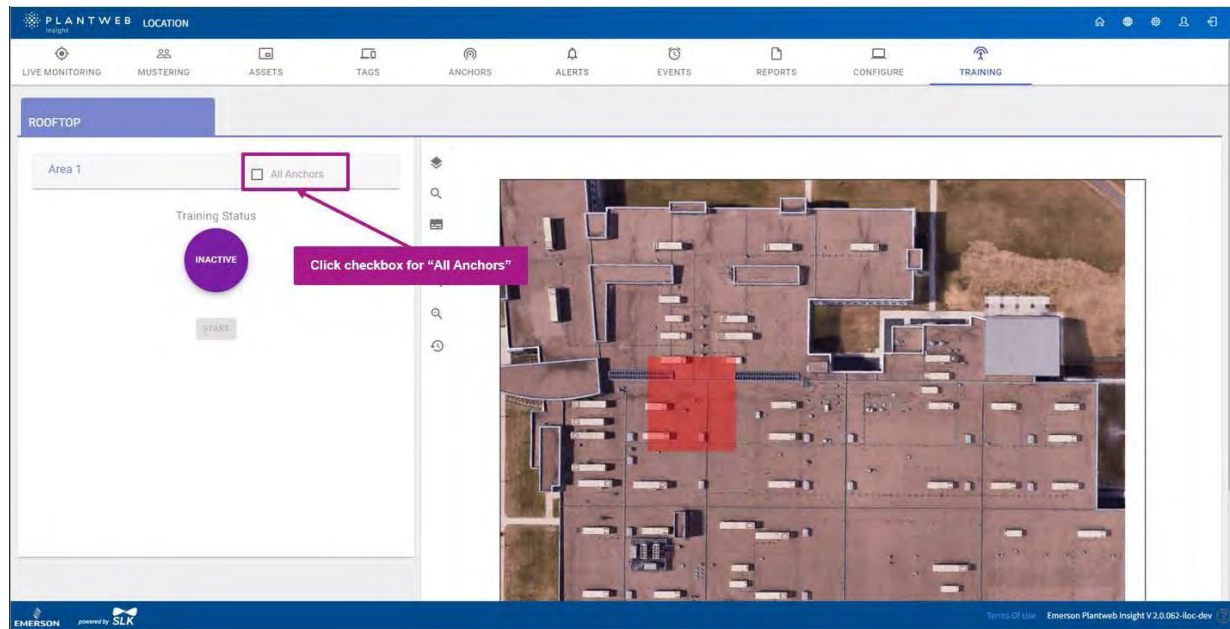 PLANTWEB LOCATION
Insight
LIVE MONITORING MUSTERING ASSETS TAGS ANCHORS ALERTS EVENTS REPORTS CONFIGURE TRAINING
ROOFTOP
Area 1 All Anchors
Training Status
INACTIVE
Click checkbox for “All Anchors”
START
EMERSON powered by SLK Terms Of Use Emerson Plantweb Insight V 2.0.062-iloc-dev ?